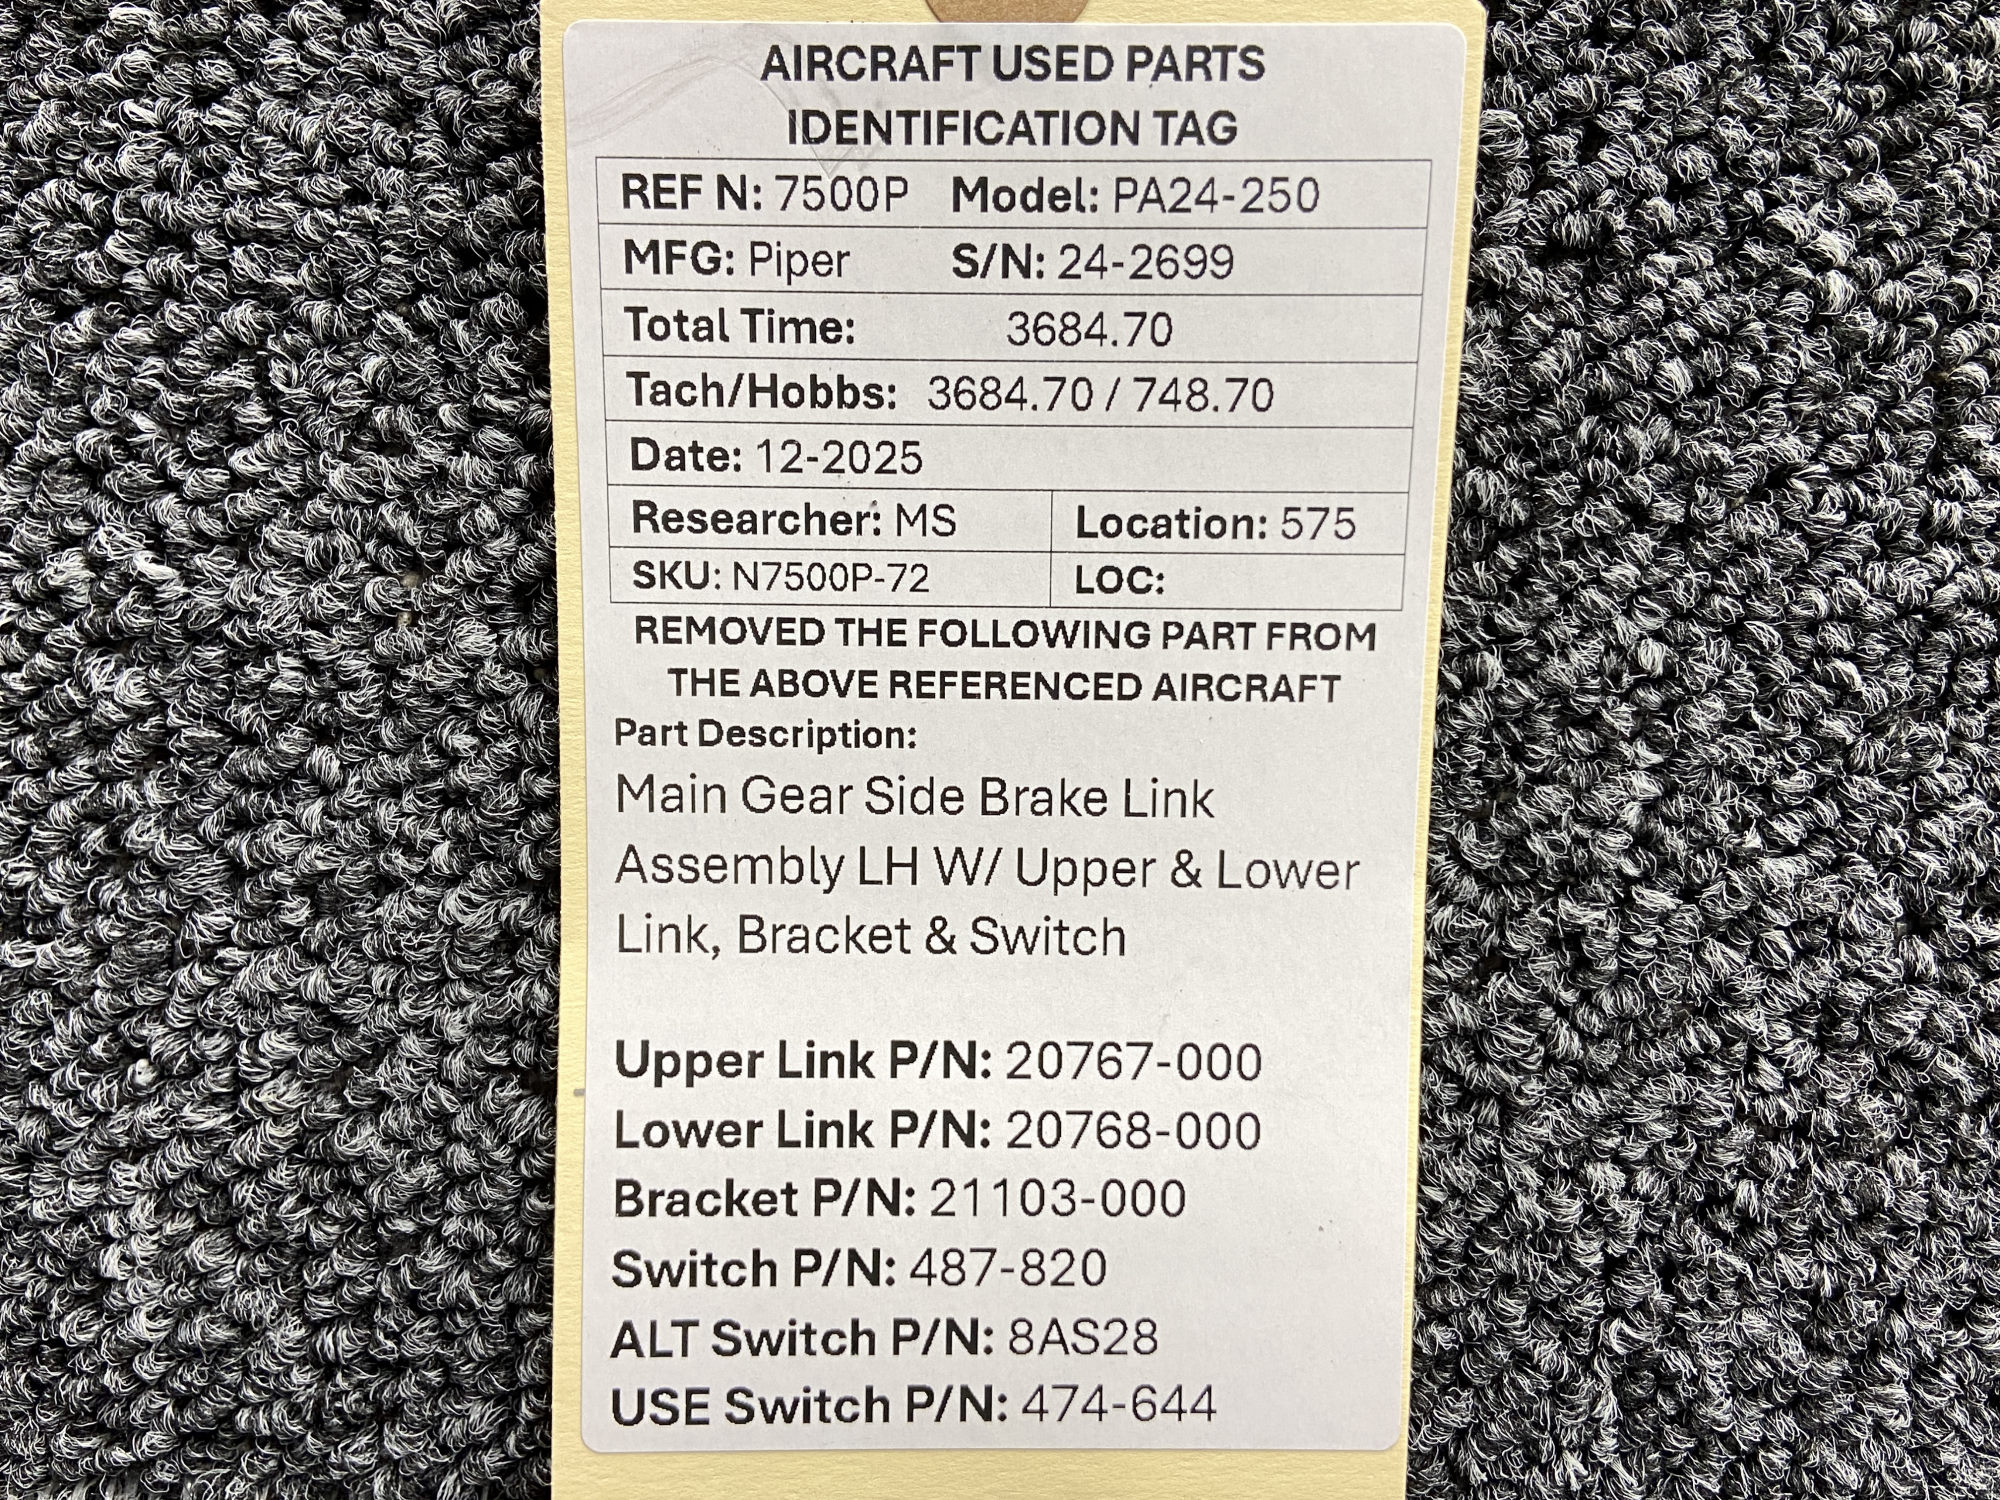 AIRCRAFT USED PARTS
IDENTIFICATION TAG
REF N: 7500P Model: PA24-250
MFG: Piper S/N: 24-2699
Total Time: 3684.70
Tach/Hobbs: 3684.70 / 748.70
Date: 12-2025
Researcher: MS Location: 575
SKU: N7500P-72 LOC:
REMOVED THE FOLLOWING PART FROM
THE ABOVE REFERENCED AIRCRAFT
Part Description:
Main Gear Side Brake Link
Assembly LH W/ Upper & Lower
Link, Bracket & Switch
Upper Link P/N: 20767-000
Lower Link P/N: 20768-000
Bracket P/N: 21103-000
Switch P/N: 487-820
ALT Switch P/N: 8AS28
USE Switch P/N: 474-644